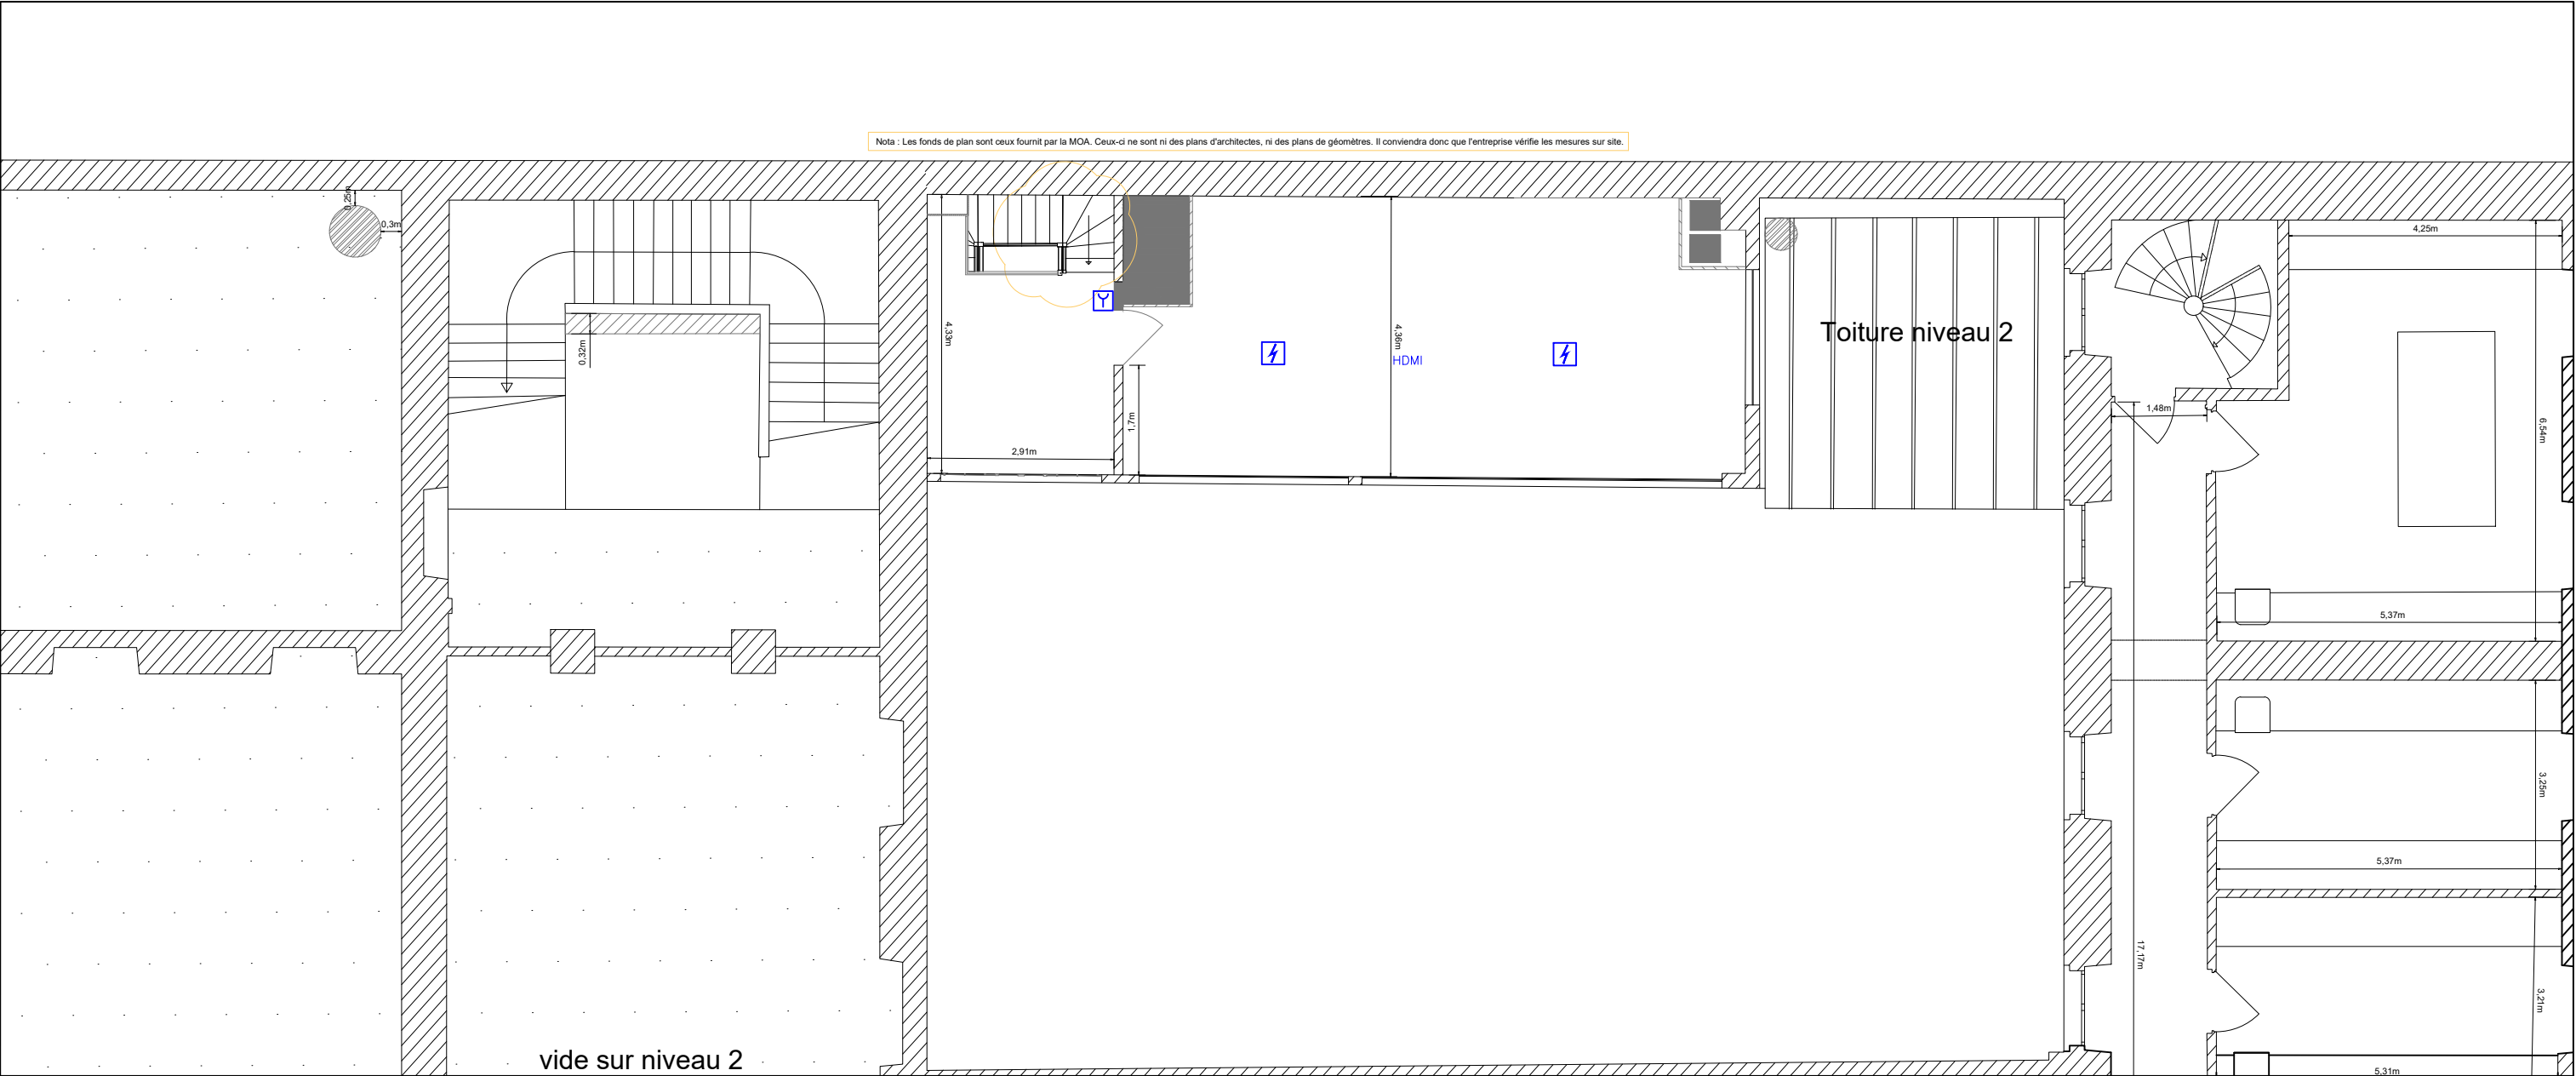 Nota : Les fonds de plan sont ceux fournit par la MOA. Ceux-ci ne sont ni des plans d'architectes, ni des plans de géomètres. Il conviendra donc que l'entreprise vérifie les mesures sur site.
0,25m
0,3m
4,25m
4,33m
4,36m
HDMI
Toiture niveau 2
0,32m
1,7m
1,48m
6,54m
2,91m
5,37m
3,25m
5,37m
17,17m
3,21m
vide sur niveau 2
5,31m